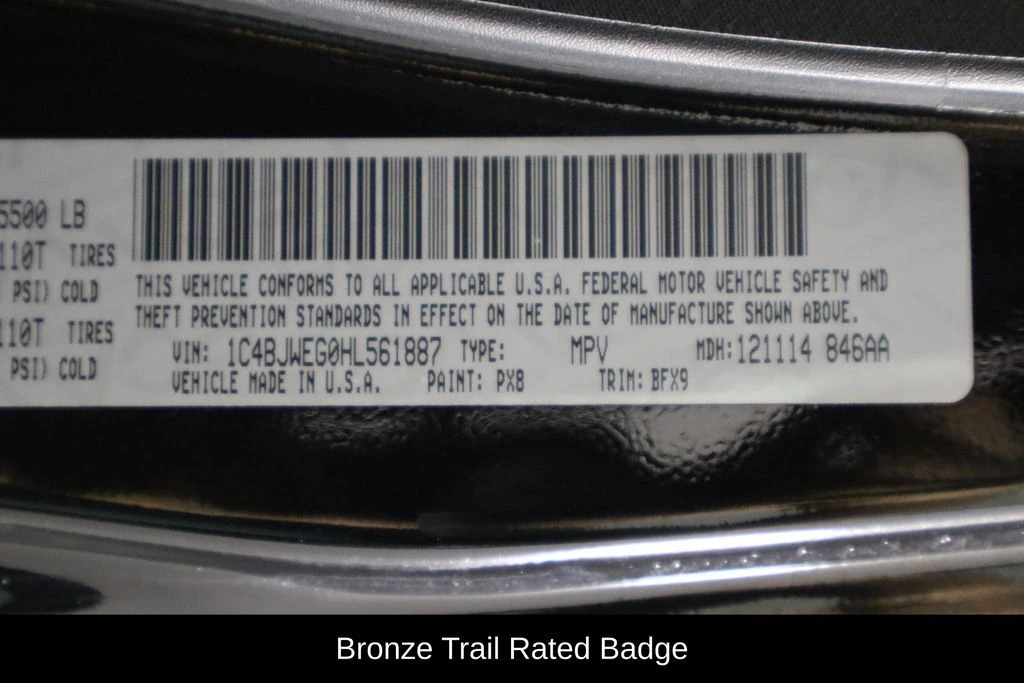 5500 LB
110T TIRES
PSI) COLD
110T TIRES
PSI) COLD
THIS VEHICLE CONFORMS TO ALL APPLICABLE U.S.A. FEDERAL MOTOR VEHICLE SAFETY AND
THEFT PREVENTION STANDARDS IN EFFECT ON THE DATE OF MANUFACTURE SHOWN ABOVE.
VIN: 1C4BJWEG0HL561887 TYPE: MPV MDH:121114 846AA
VEHICLE MADE IN U.S.A. PAINT: PX8 TRIM: BFX9
Bronze Trail Rated Badge